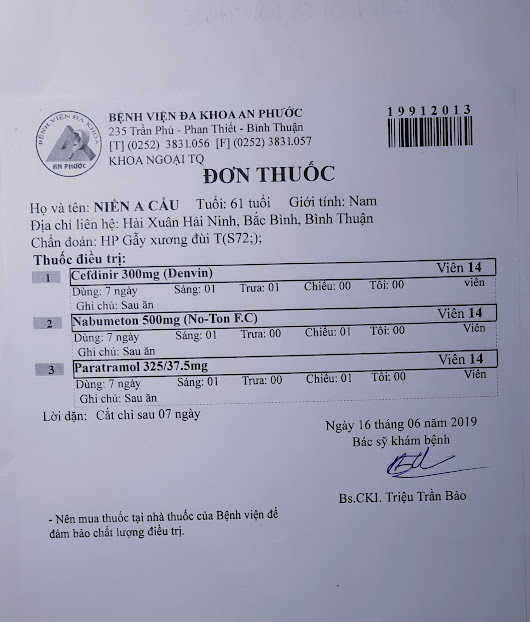 BỆNH VIỆN ĐA KHOA
AN PHƯỚC
BỆNH VIỆN ĐA KHOA AN PHƯỚC
235 Trần Phú - Phan Thiết - Bình Thuận
[T] (0252) 3831.056 [F] (0252) 3831.057
KHOA NGOẠI TQ
19912013
ĐƠN THUỐC
Họ và tên: NIÊN A CẨU Tuổi: 61 tuổi Giới tính: Nam
Địa chỉ liên hệ: Hải Xuân Hải Ninh, Bắc Bình, Bình Thuận
Chẩn đoán: HP Gẫy xương đùi T(S72;);
Thuốc điều trị:
1 Cefdinir 300mg (Denvin) Viên 14
Dùng: 7 ngày Sáng: 01 Trưa: 01 Chiều: 00 Tối: 00 Viên
Ghi chú: Sau ăn
2 Nabumeton 500mg (No-Ton F.C) Viên 14
Dùng: 7 ngày Sáng: 01 Trưa: 01 Chiều: 00 Tối: 00 Viên
Ghi chú: Sau ăn
3 Paratramol 325/37.5mg Viên 14
Dùng: 7 ngày Sáng: 01 Trưa: 00 Chiều: 01 Tối: 00 Viên
Ghi chú: Sau ăn
Lời dặn: Cắt chỉ sau 07 ngày
Ngày 16 tháng 06 năm 2019
Bác sỹ khám bệnh
Bs.CKI. Triệu Trần Bảo
- Nên mua thuốc tại nhà thuốc của Bệnh viện để
đảm bảo chất lượng điều trị.